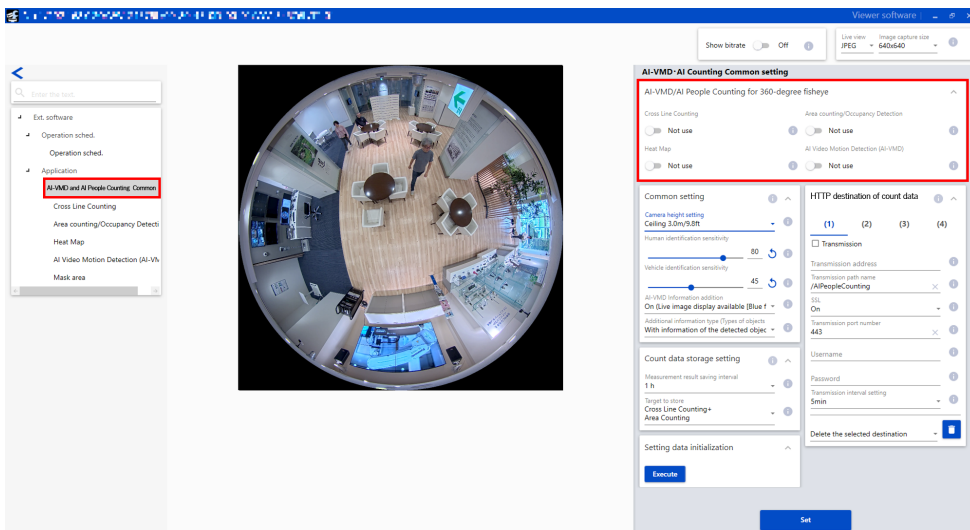 Viewer software
Show bitrate
Off
Live view
JPEG
Image capture size
640x640
Enter the text.
Ext. software
Operation sched.
Operation sched.
Application
AI-VMD and AI People Counting Common
Cross Line Counting
Area counting/Occupancy Detecti
Heat Map
AI Video Motion Detection (AI-VM
Mask area
AI-VMD・AI Counting Common setting
AI-VMD/AI People Counting for 360-degree fisheye
Cross Line Counting
Not use
Area counting/Occupancy Detection
Not use
Heat Map
Not use
AI Video Motion Detection (AI-VMD)
Not use
Common setting
Camera height setting
Ceiling 3.0m/9.8ft
Human identification sensitivity
80
Vehicle identification sensitivity
45
AI-VMD Information addition
On (Live image display available [Blue f
Additional information type (Types of objects
With information of the detected objec
Count data storage setting
Measurement result saving interval
1 h
Target to store
Cross Line Counting+
Area Counting
Setting data initialization
Execute
HTTP destination of count data
(1)
(2)
(3)
(4)
Transmission
Transmission address
Transmission path name
/AIPeopleCounting
SSL
On
Transmission port number
443
Username
Password
Transmission interval setting
5min
Delete the selected destination
Set